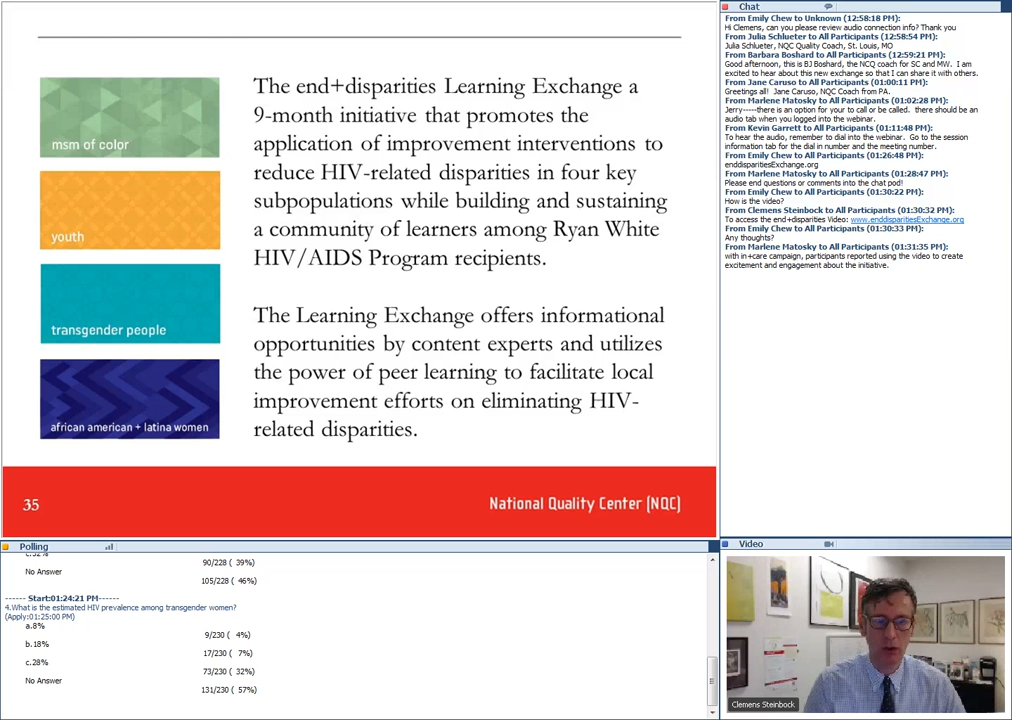 msm of color
youth
transgender people
african american + latina women
The end+disparities Learning Exchange a
9-month initiative that promotes the
application of improvement interventions to
reduce HIV-related disparities in four key
subpopulations while building and sustaining
a community of learners among Ryan White
HIV/AIDS Program recipients.
The Learning Exchange offers informational
opportunities by content experts and utilizes
the power of peer learning to facilitate local
improvement efforts on eliminating HIV-
related disparities.
35
National Quality Center (NQC)
Chat
From Emily Chew to Unknown (12:58:18 PM):
Hi Clemens, can you please review audio connection info? Thank you
From Julia Schlueter to All Participants (12:58:54 PM):
Julia Schlueter, NQC Quality Coach, St. Louis, MO
From Barbara Boshard to All Participants (12:59:21 PM):
Good afternoon, this is BJ Boshard, the NCQ coach for SC and MW. I am
excited to hear about this new exchange so that I can share it with others.
From Jane Caruso to All Participants (01:00:11 PM):
Greetings all! Jane Caruso, NQC Coach from PA.
From Marlene Matosky to All Participants (01:02:28 PM):
Jerry-----there is an option for your to call or be called. there should be an
audio tab when you logged into the webinar.
From Kevin Garrett to All Participants (01:11:48 PM):
To hear the audio, remember to dial into the webinar. Go to the session
information tab for the dial in number and the meeting number.
From Emily Chew to All Participants (01:26:48 PM):
enddisparitiesExchange.org
From Marlene Matosky to All Participants (01:28:47 PM):
Please end questions or comments into the chat pod!
From Emily Chew to All Participants (01:30:22 PM):
How is the video?
From Clemens Steinbock to All Participants (01:30:32 PM):
To access the end+disparities Video: www.enddisparitiesExchange.org
From Emily Chew to All Participants (01:30:33 PM):
Any thoughts?
From Marlene Matosky to All Participants (01:31:35 PM):
with in+care campaign, participants reported using the video to create
excitement and engagement about the initiative.
Polling
90/228 ( 39%)
No Answer
105/228 ( 46%)
------ Start:01:24:21 PM------
4.What is the estimated HIV prevalence among transgender women?
(Apply:01:25:00 PM)
a.8%
9/230 ( 4%)
b.18%
17/230 ( 7%)
c.28%
73/230 ( 32%)
No Answer
131/230 ( 57%)
Video
Clemens Steinbock